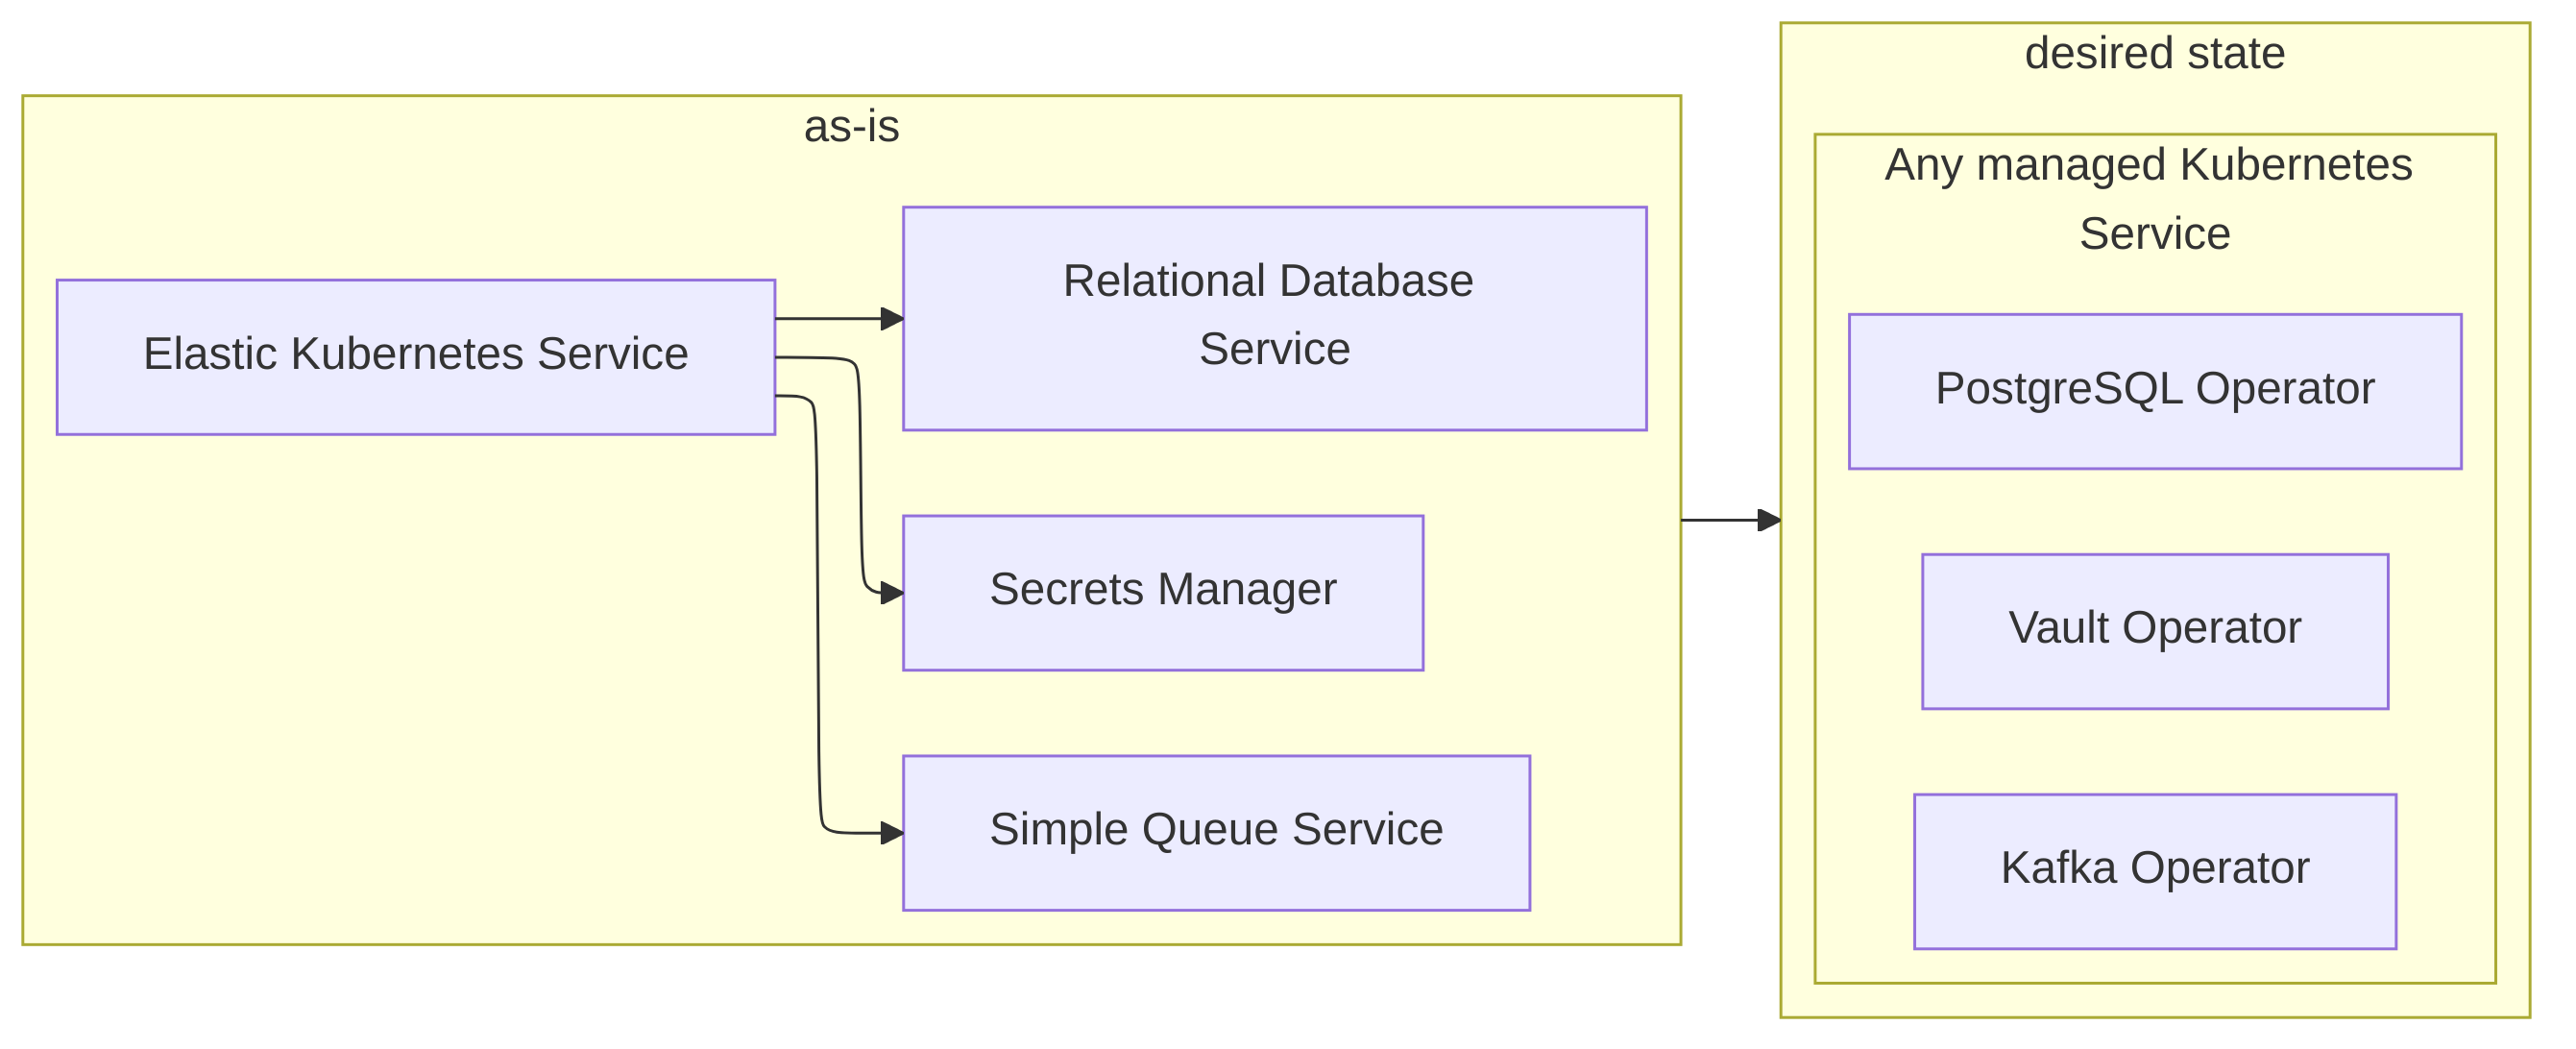 as-is
Elastic Kubernetes Service
Relational Database
Service
Secrets Manager
Simple Queue Service
desired state
Any managed Kubernetes
Service
PostgreSQL Operator
Vault Operator
Kafka Operator